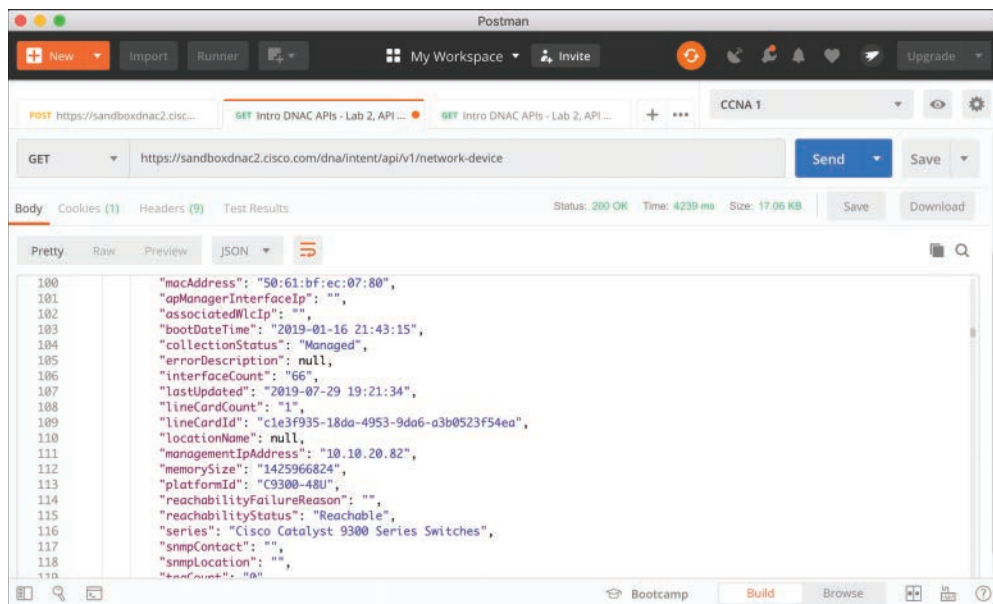 Postman
New
Import
Runner
My Workspace
Invite
Upgrade
POST https://sandboxdnac2.cisc...
GET Intro DNAC APIs - Lab 2, API ...
GET Intro DNAC APIs - Lab 2, API ...
CCNA 1
GET
https://sandboxdnac2.cisco.com/dna/intent/api/v1/network-device
Send
Save
Body Cookies (1) Headers (9) Test Results
Status: 200 OK Time: 4239 ms Size: 17.06 KB
Save
Download
Pretty Raw Preview JSON
100 "macAddress": "50:61:bf:ec:07:80",
101 "apManagerInterfaceIp": "",
102 "associatedWlcIp": "",
103 "bootDateTime": "2019-01-16 21:43:15",
104 "collectionStatus": "Managed",
105 "errorDescription": null,
106 "interfaceCount": "66",
107 "lastUpdated": "2019-07-29 19:21:34",
108 "lineCardCount": "1",
109 "lineCardId": "c1e3f935-18da-4953-9da6-a3b0523f54ea",
110 "locationName": null,
111 "managementIpAddress": "10.10.20.82",
112 "memorySize": "1425966824",
113 "platformId": "C9300-48U",
114 "reachabilityFailureReason": "",
115 "reachabilityStatus": "Reachable",
116 "series": "Cisco Catalyst 9300 Series Switches",
117 "snmpContact": "",
118 "snmpLocation": "",
119 "tagCount": "0"
Bootcamp
Build
Browse